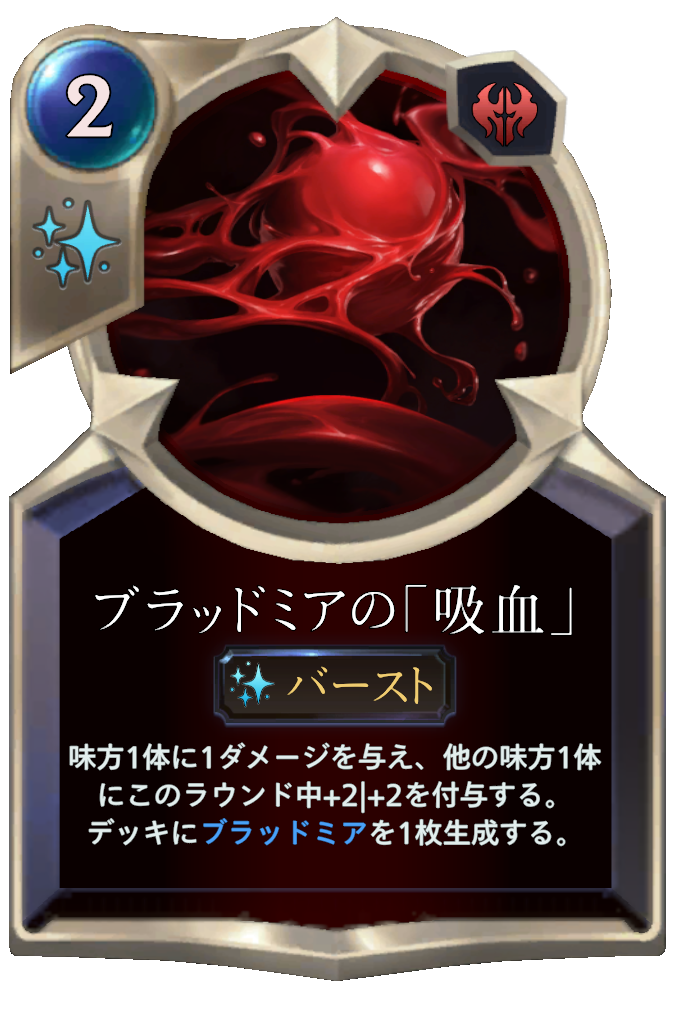 2
ブラッドミアの「吸血」
バースト
味方1体に1ダメージを与え、他の味方1体
にこのラウンド中+2|+2を付与する。
デッキにブラッドミアを1枚生成する。